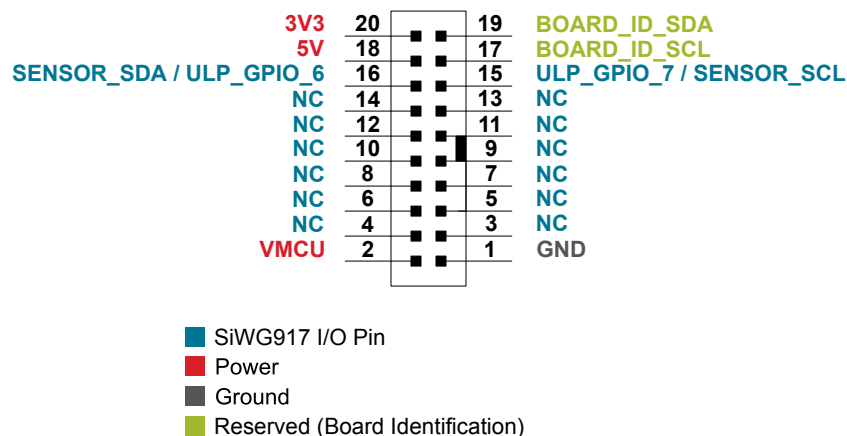 3V3 20 19 BOARD_ID_SDA
5V 18 17 BOARD_ID_SCL
SENSOR_SDA / ULP_GPIO_6 16 15 ULP_GPIO_7 / SENSOR_SCL
NC 14 13 NC
NC 12 11 NC
NC 10 9 NC
NC 8 7 NC
NC 6 5 NC
NC 4 3 NC
VMCU 2 1 GND
SiWG917 I/O Pin
Power
Ground
Reserved (Board Identification)